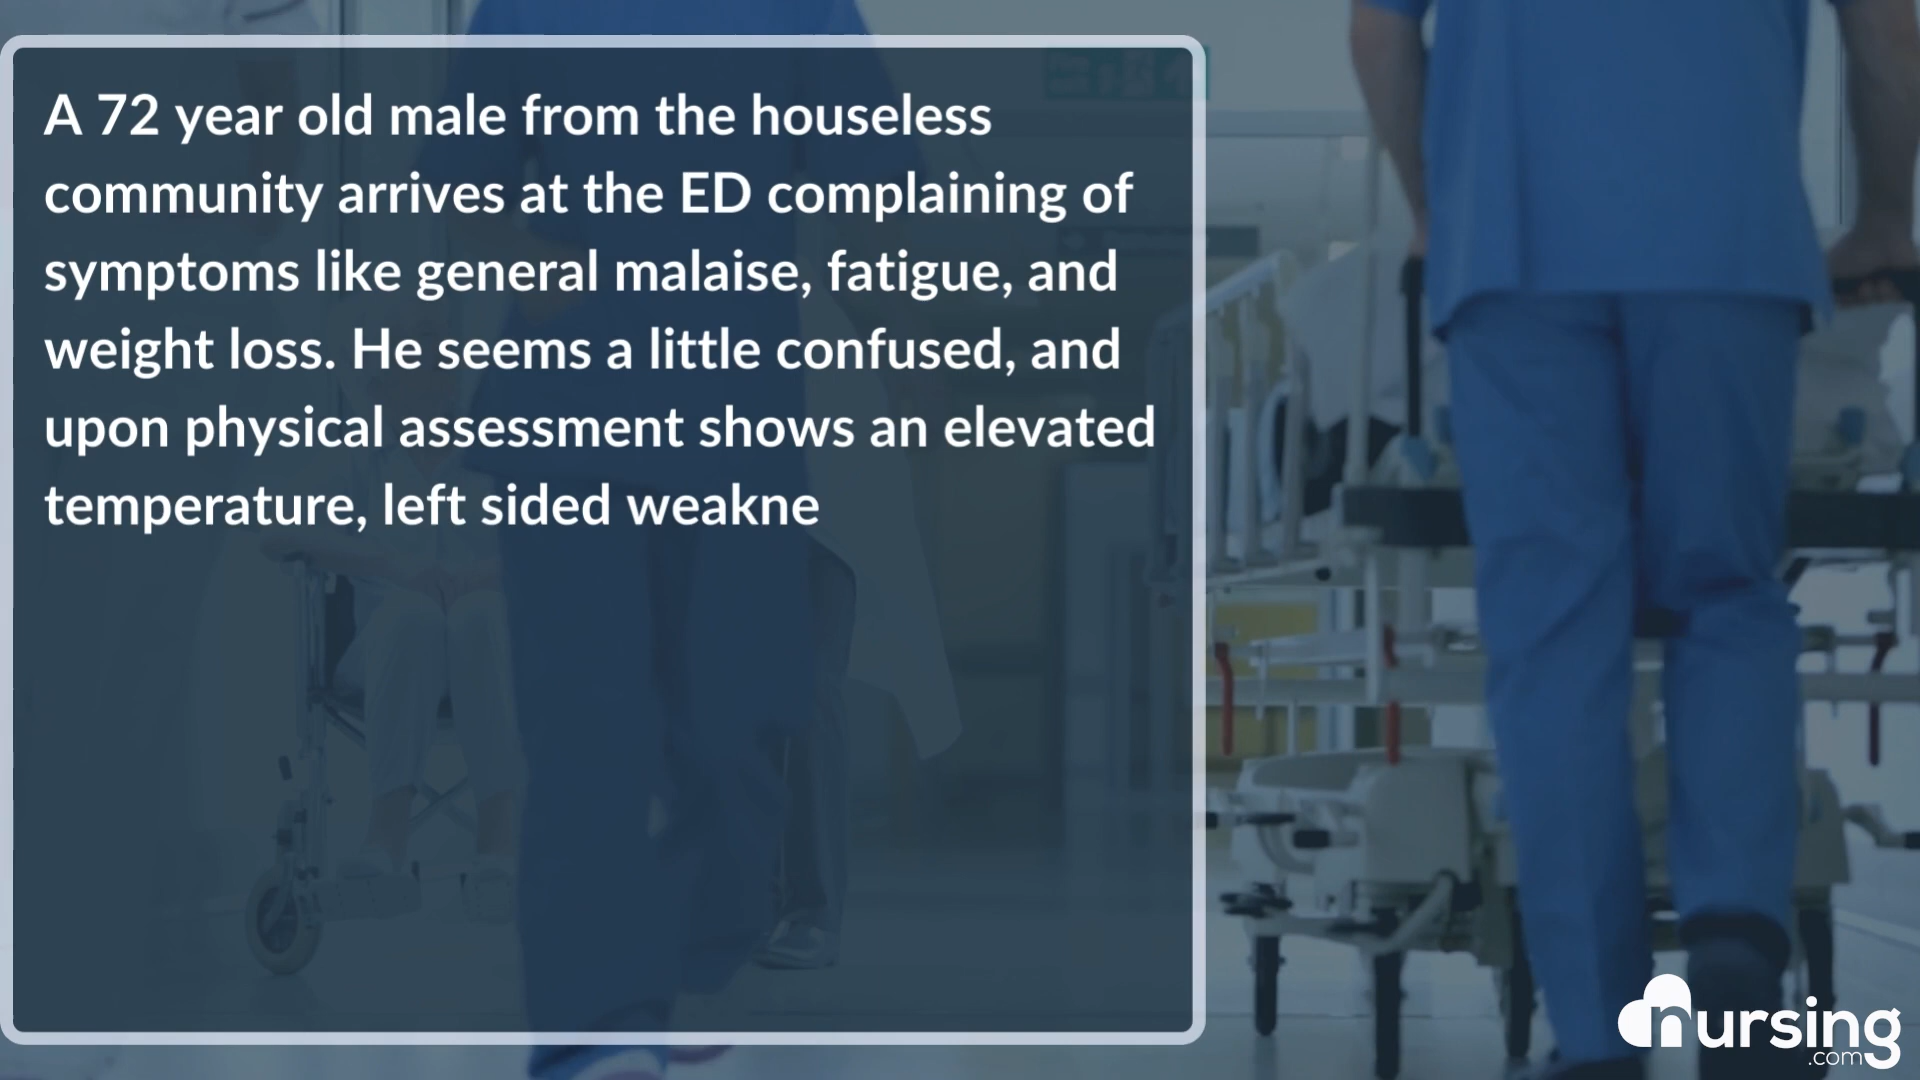 A 72 year old male from the houseless
community arrives at the ED complaining of
symptoms like general malaise, fatigue, and
weight loss. He seems a little confused, and
upon physical assessment shows an elevated
temperature, left sided weakne
nursing
.com